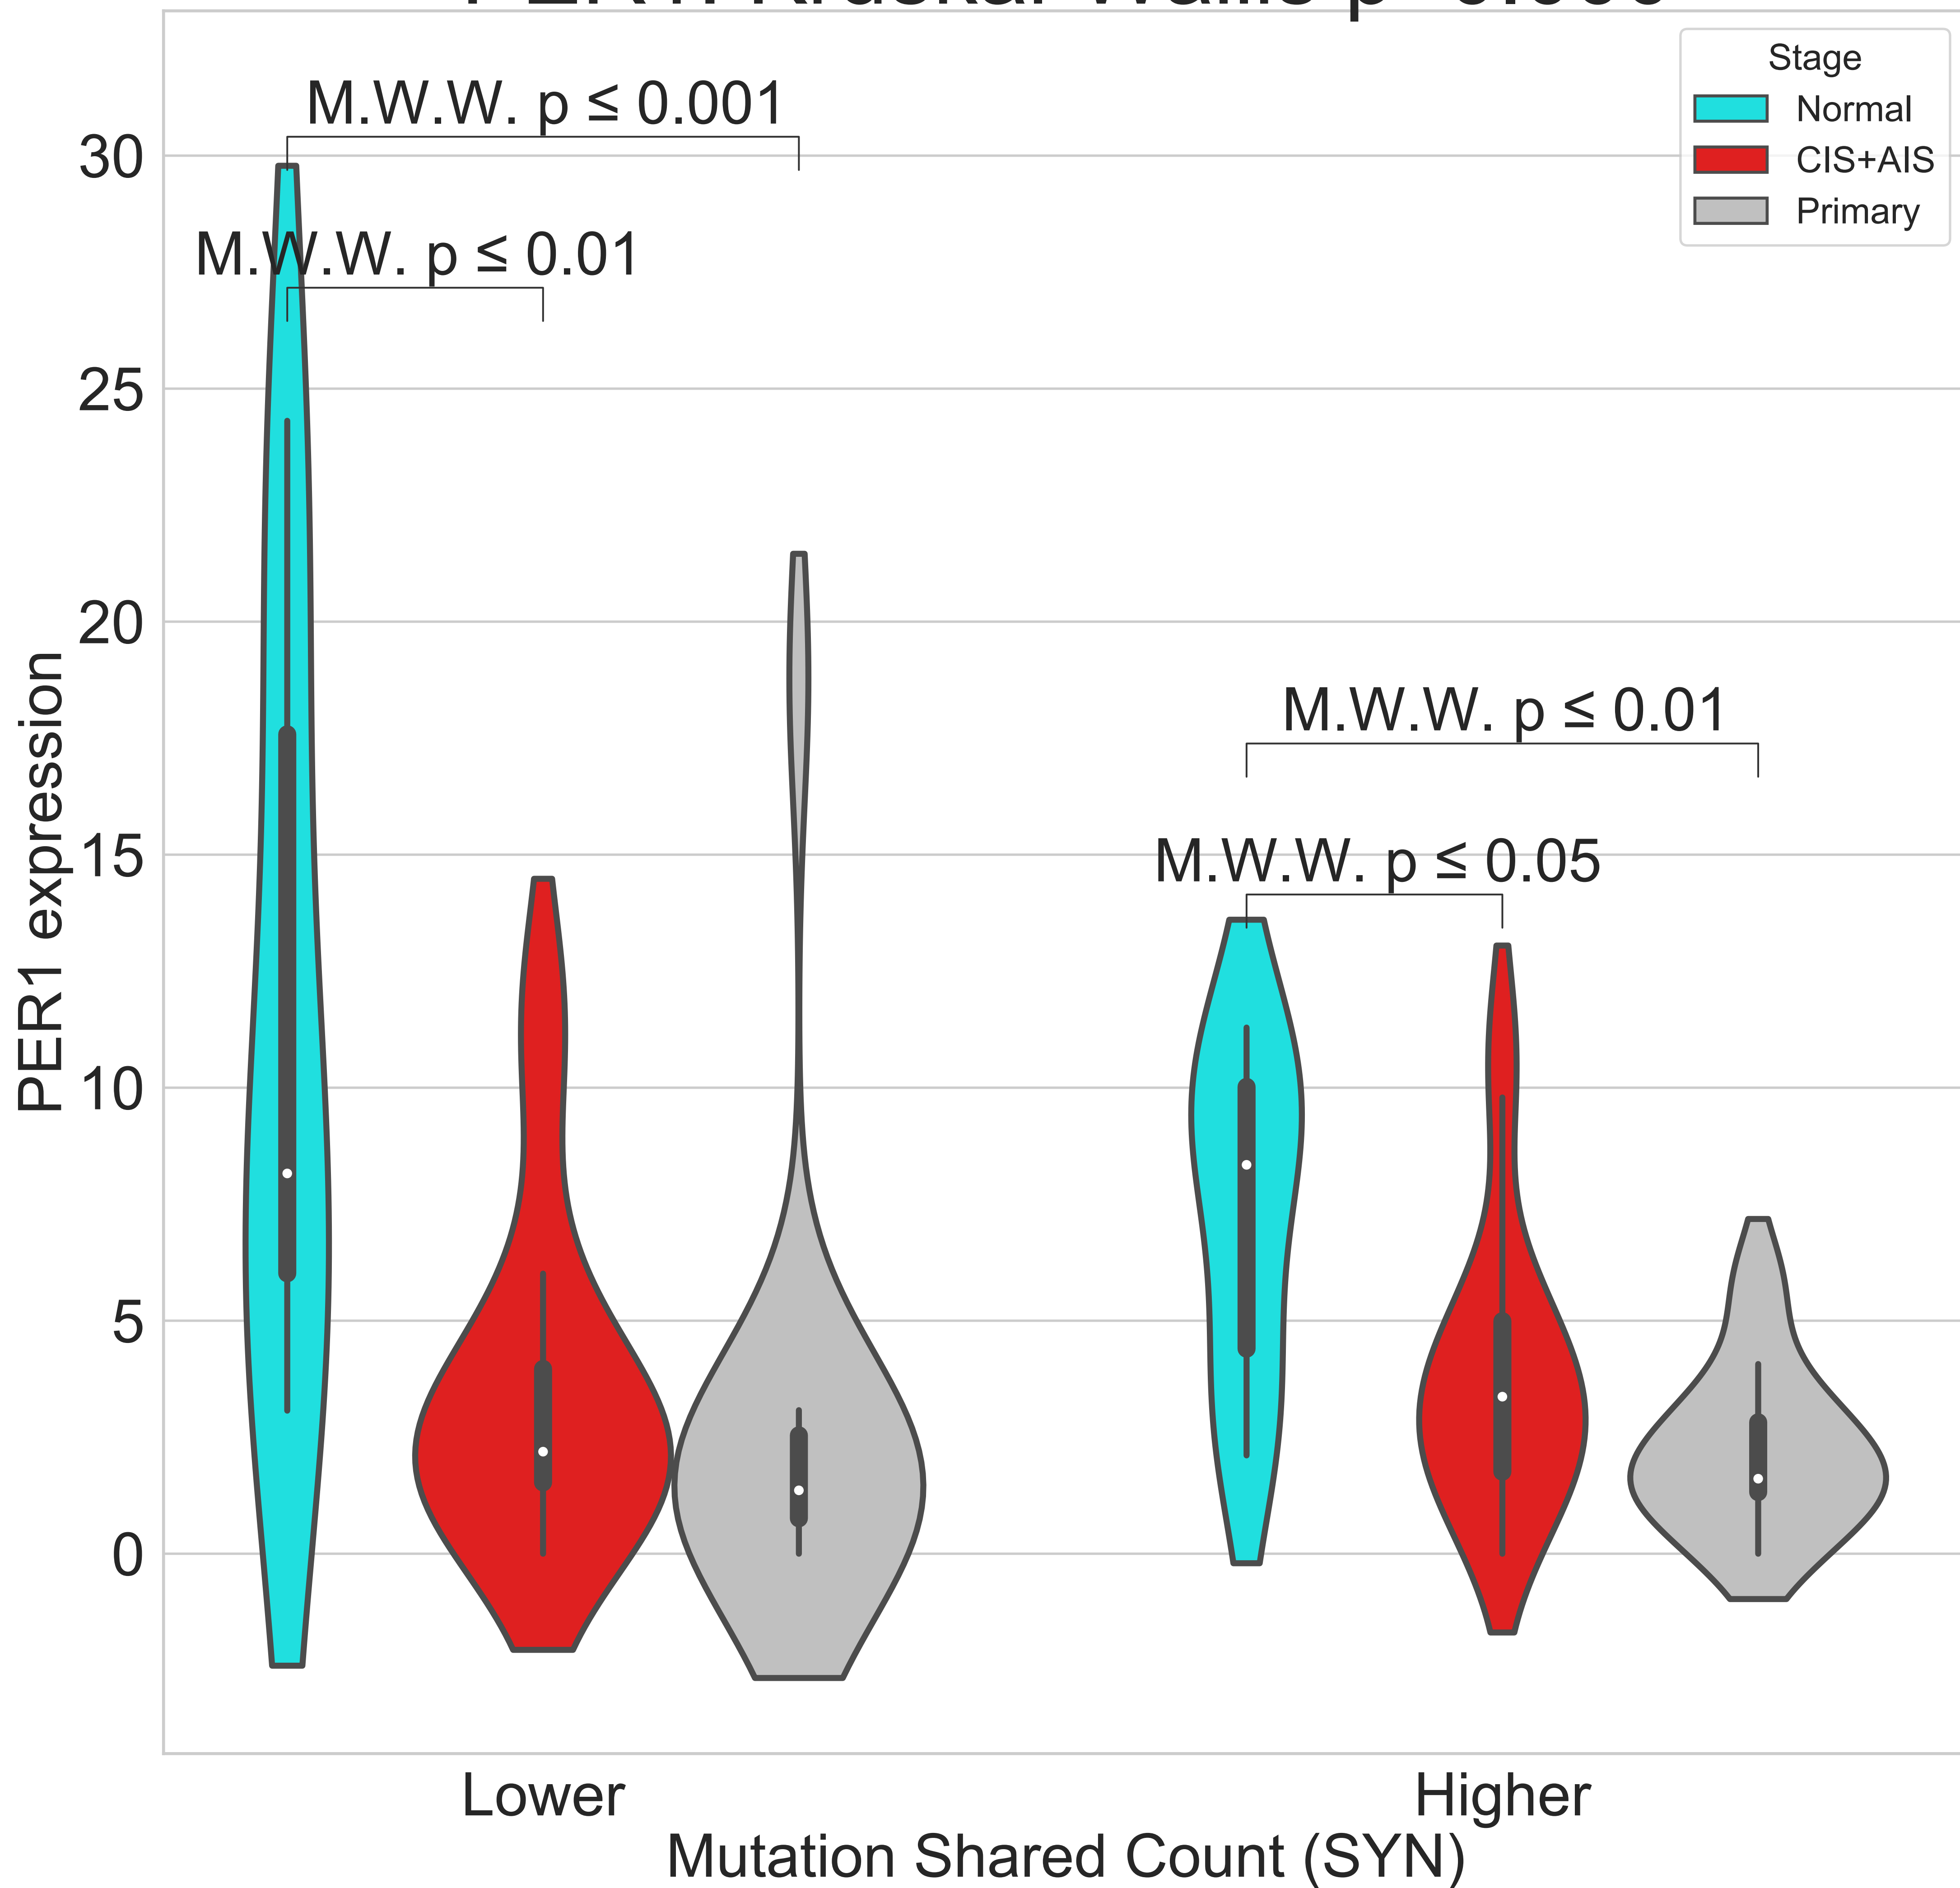 Stage
Normal
CIS+AIS
Primary
M.W.W. p ≤ 0.001
M.W.W. p ≤ 0.01
M.W.W. p ≤ 0.01
M.W.W. p ≤ 0.05
30
25
20
15
10
5
0
PER1 expression
Lower
Higher
Mutation Shared Count (SYN)